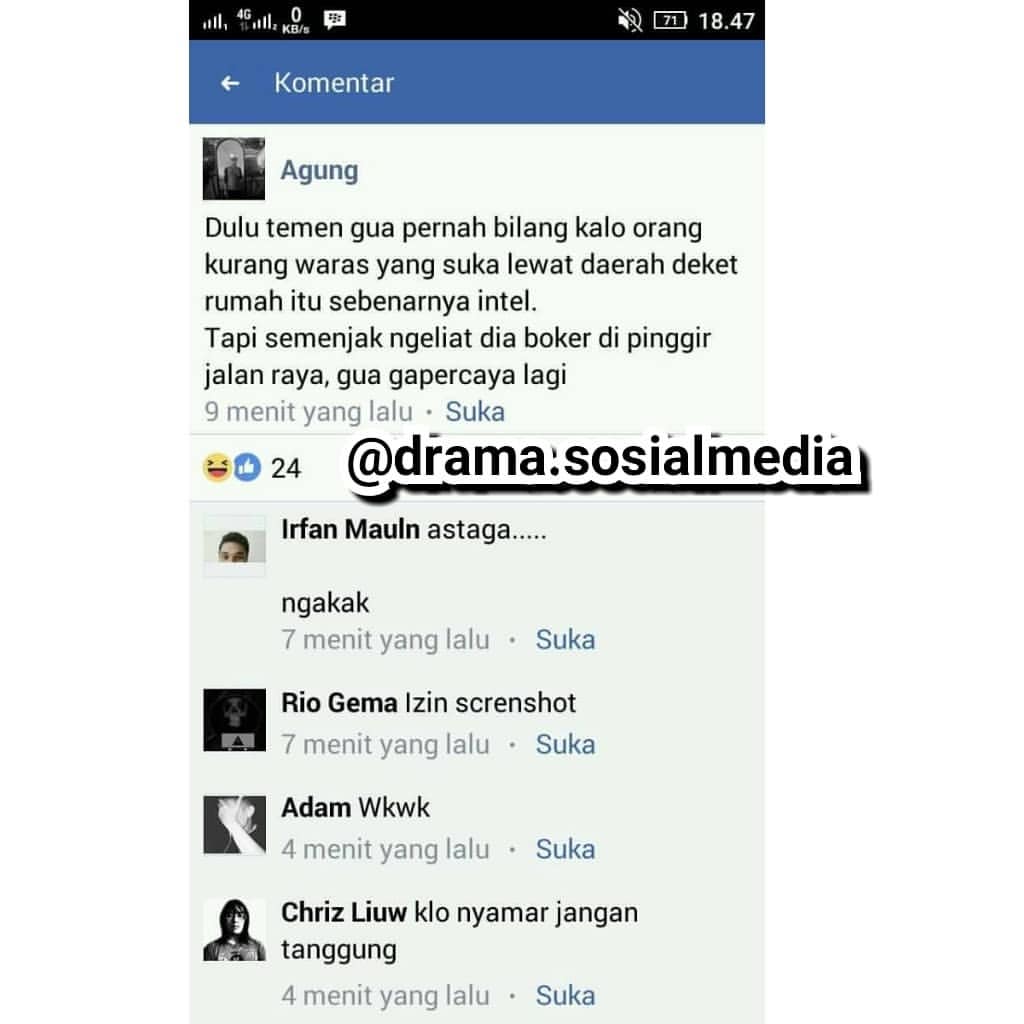 4G 0 KB/s 71 18.47
Komentar
Agung
Dulu temen gua pernah bilang kalo orang
kurang waras yang suka lewat daerah deket
rumah itu sebenarnya intel.
Tapi semenjak ngeliat dia boker di pinggir
jalan raya, gua gapercaya lagi
9 menit yang lalu · Suka
24
@drama.sosialmedia
Irfan Mauln astaga.....
ngakak
7 menit yang lalu · Suka
Rio Gema Izin screnshot
7 menit yang lalu · Suka
Adam Wkwk
4 menit yang lalu · Suka
Chriz Liuw klo nyamar jangan
tanggung
4 menit yang lalu · Suka